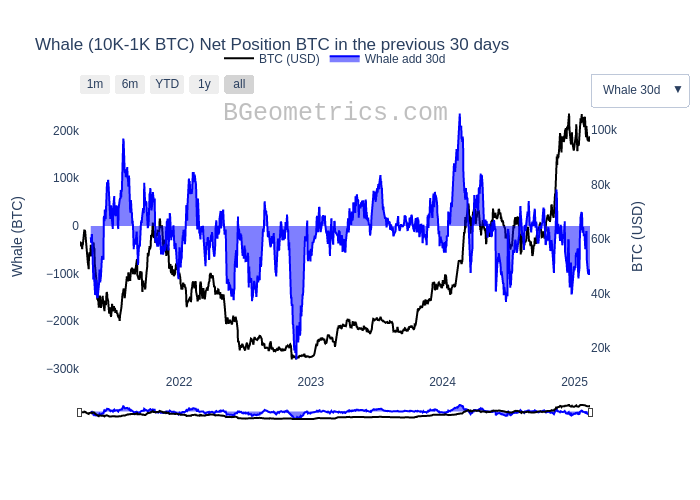 Whale (10K-1K BTC) Net Position BTC in the previous 30 days
BTC (USD) Whale add 30d
1m 6m YTD 1y all
Whale 30d ▼
BGeometrics.com
200k
100k
0
−100k
−200k
−300k
Whale (BTC)
100k
80k
60k
40k
20k
BTC (USD)
2022 2023 2024 2025